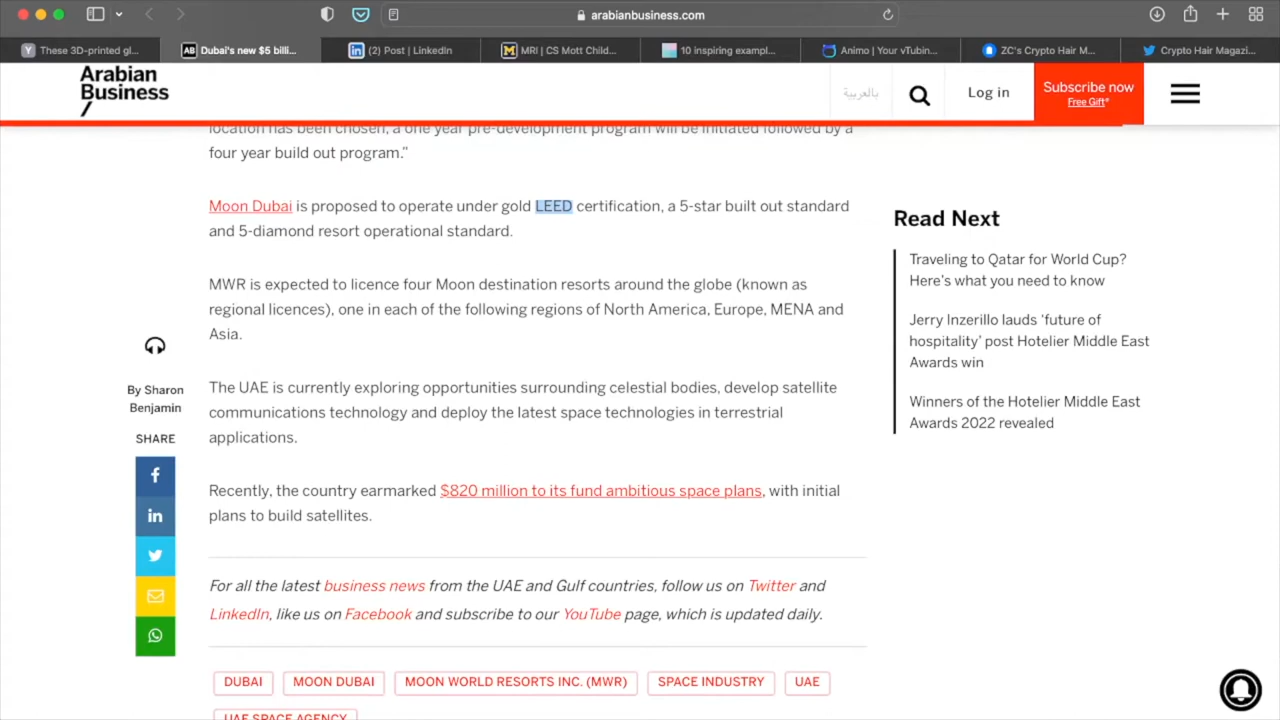 arabianbusiness.com
These 3D-printed gl...
Dubai's new $5 billi...
(2) Post | LinkedIn
MRI | CS Mott Child...
10 inspiring exampl...
Animo | Your vTubin...
ZC's Crypto Hair M...
Crypto Hair Magazi...
Arabian
Business
بالعربية
Log in
Subscribe now
Free Gift*
location has been chosen, a one year pre-development program will be initiated followed by a
four year build out program."
Moon Dubai is proposed to operate under gold LEED certification, a 5-star built out standard
and 5-diamond resort operational standard.
MWR is expected to licence four Moon destination resorts around the globe (known as
regional licences), one in each of the following regions of North America, Europe, MENA and
Asia.
The UAE is currently exploring opportunities surrounding celestial bodies, develop satellite
communications technology and deploy the latest space technologies in terrestrial
applications.
Recently, the country earmarked $820 million to its fund ambitious space plans, with initial
plans to build satellites.
For all the latest business news from the UAE and Gulf countries, follow us on Twitter and
LinkedIn, like us on Facebook and subscribe to our YouTube page, which is updated daily.
DUBAI
MOON DUBAI
MOON WORLD RESORTS INC. (MWR)
SPACE INDUSTRY
UAE
UAE SPACE AGENCY
By Sharon
Benjamin
SHARE
Read Next
Traveling to Qatar for World Cup?
Here's what you need to know
Jerry Inzerillo lauds 'future of
hospitality' post Hotelier Middle East
Awards win
Winners of the Hotelier Middle East
Awards 2022 revealed